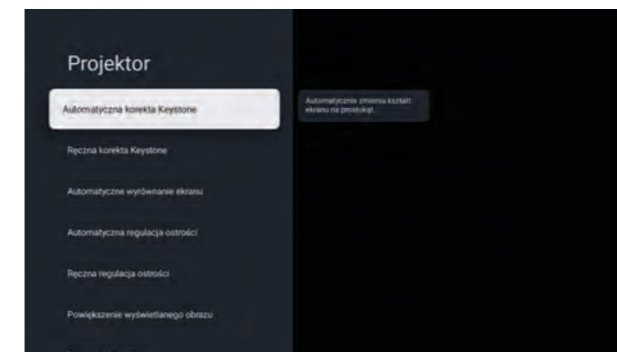 Projektor
Automatyczna korekta Keystone
Automatycznie zmienia kształt
ekranu na prostokąt...
Ręczna korekta Keystone
Automatyczne wyrównanie ekranu
Automatyczna regulacja ostrości
Ręczna regulacja ostrości
Powiększenie wyświetlanego obrazu